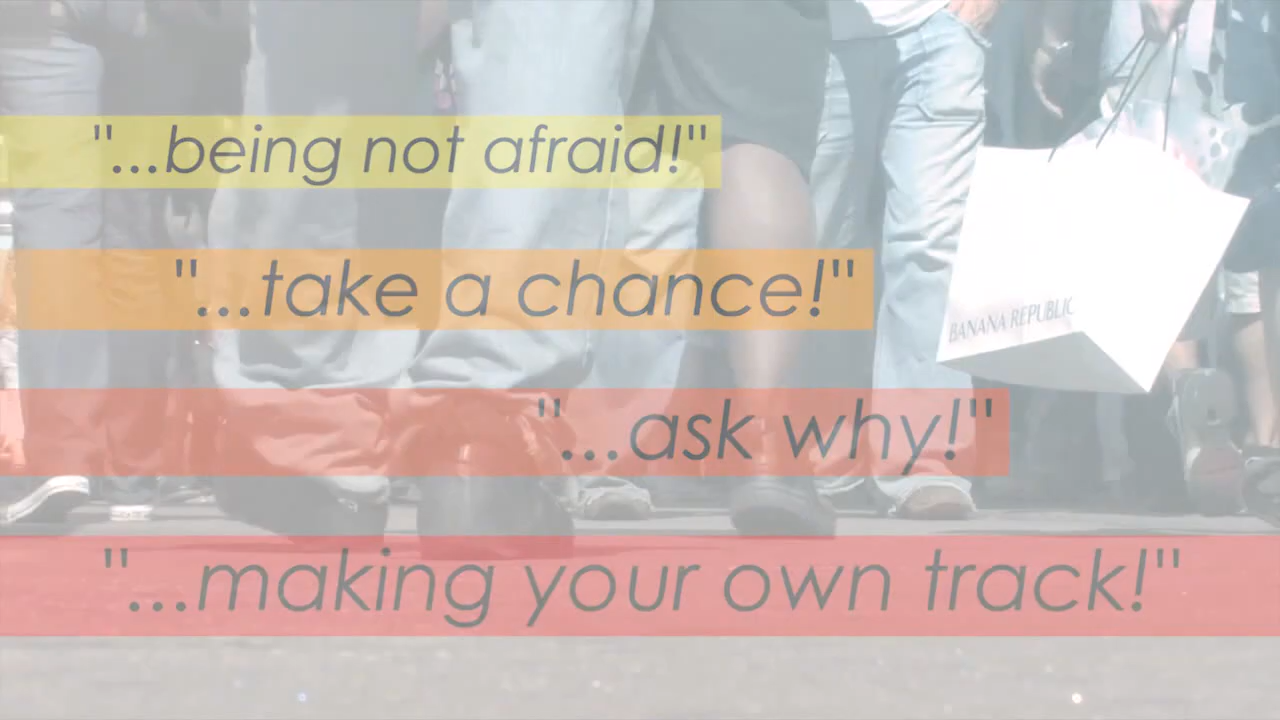 "...being not afraid!"
"...take a chance!"
BANANA REPUBLIC
"...ask why!"
"...making your own track!"